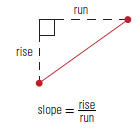 run
rise
slope = rise/run